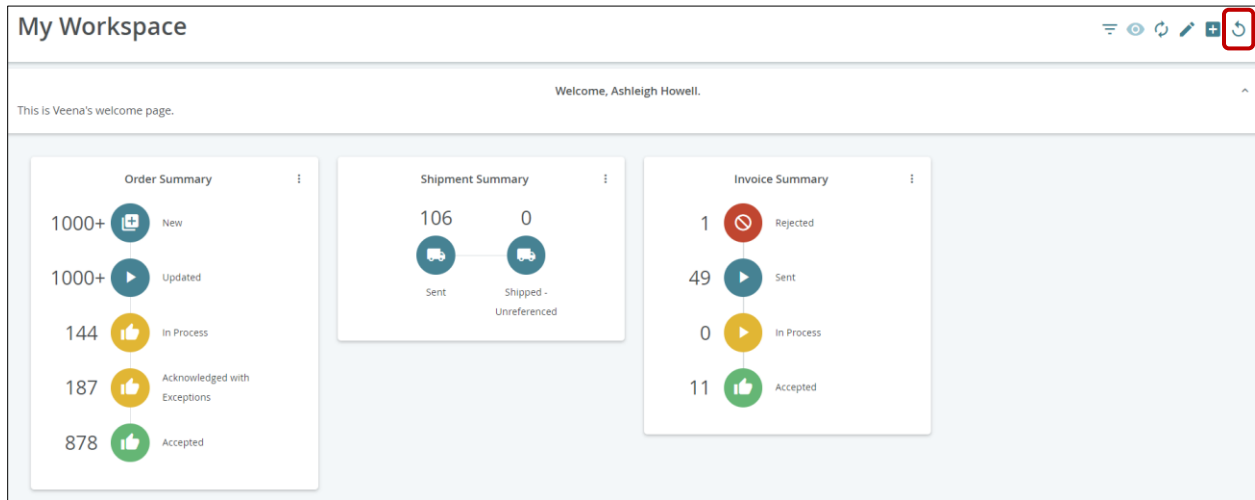 My Workspace
Welcome, Ashleigh Howell.
This is Veena's welcome page.
Order Summary
1000+ New
1000+ Updated
144 In Process
187 Acknowledged with
Exceptions
878 Accepted
Shipment Summary
106 0
Sent Shipped -
Unreferenced
Invoice Summary
1 Rejected
49 Sent
0 In Process
11 Accepted